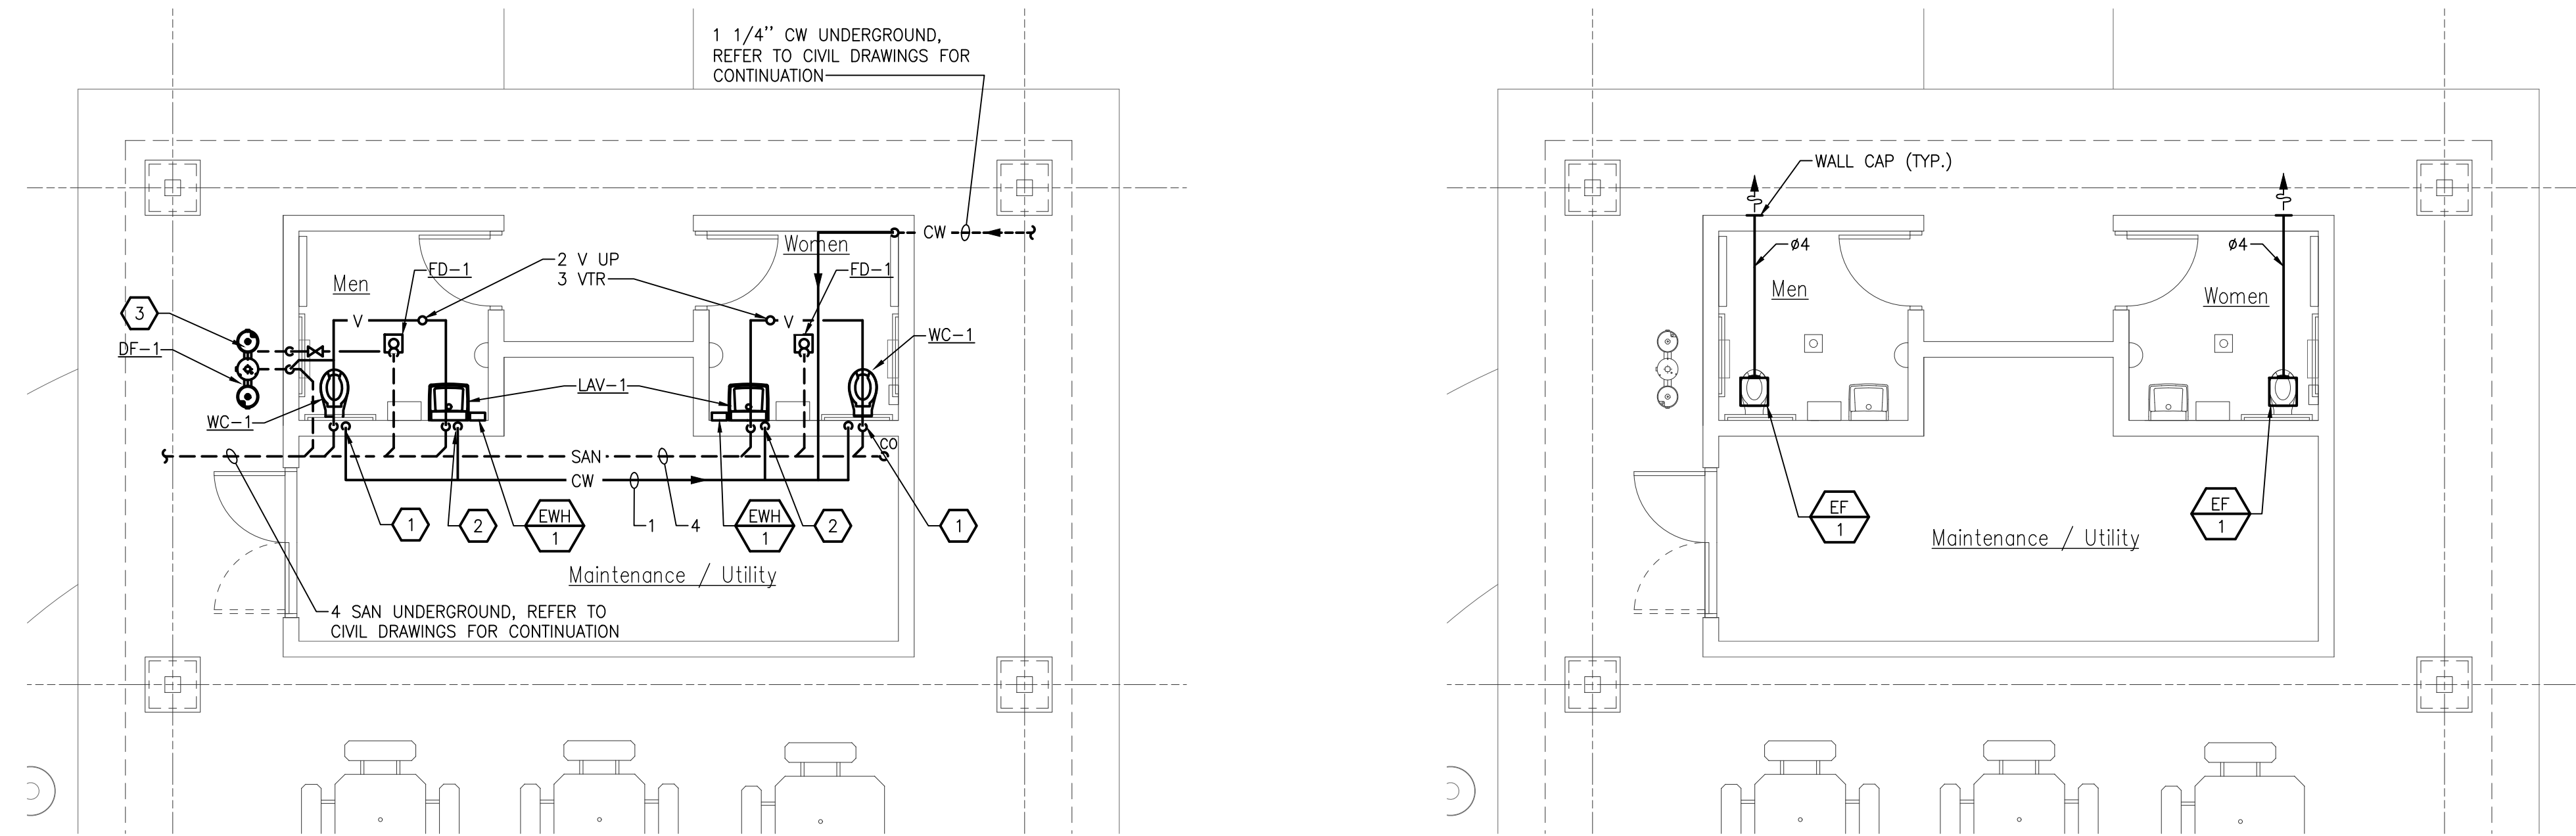 1 1/4” CW UNDERGROUND,
REFER TO CIVIL DRAWINGS FOR
CONTINUATION
CW
Women
Men
FD-1
2 V UP
3 VTR
FD-1
3
DF-1
V
V
WC-1
LAV-1
WC-1
CO
SAN
CW
1
2
EWH
1
1
4
EWH
1
2
1
Maintenance / Utility
4 SAN UNDERGROUND, REFER TO
CIVIL DRAWINGS FOR CONTINUATION
WALL CAP (TYP.)
ø4
ø4
Men
Women
EF
1
EF
1
Maintenance / Utility